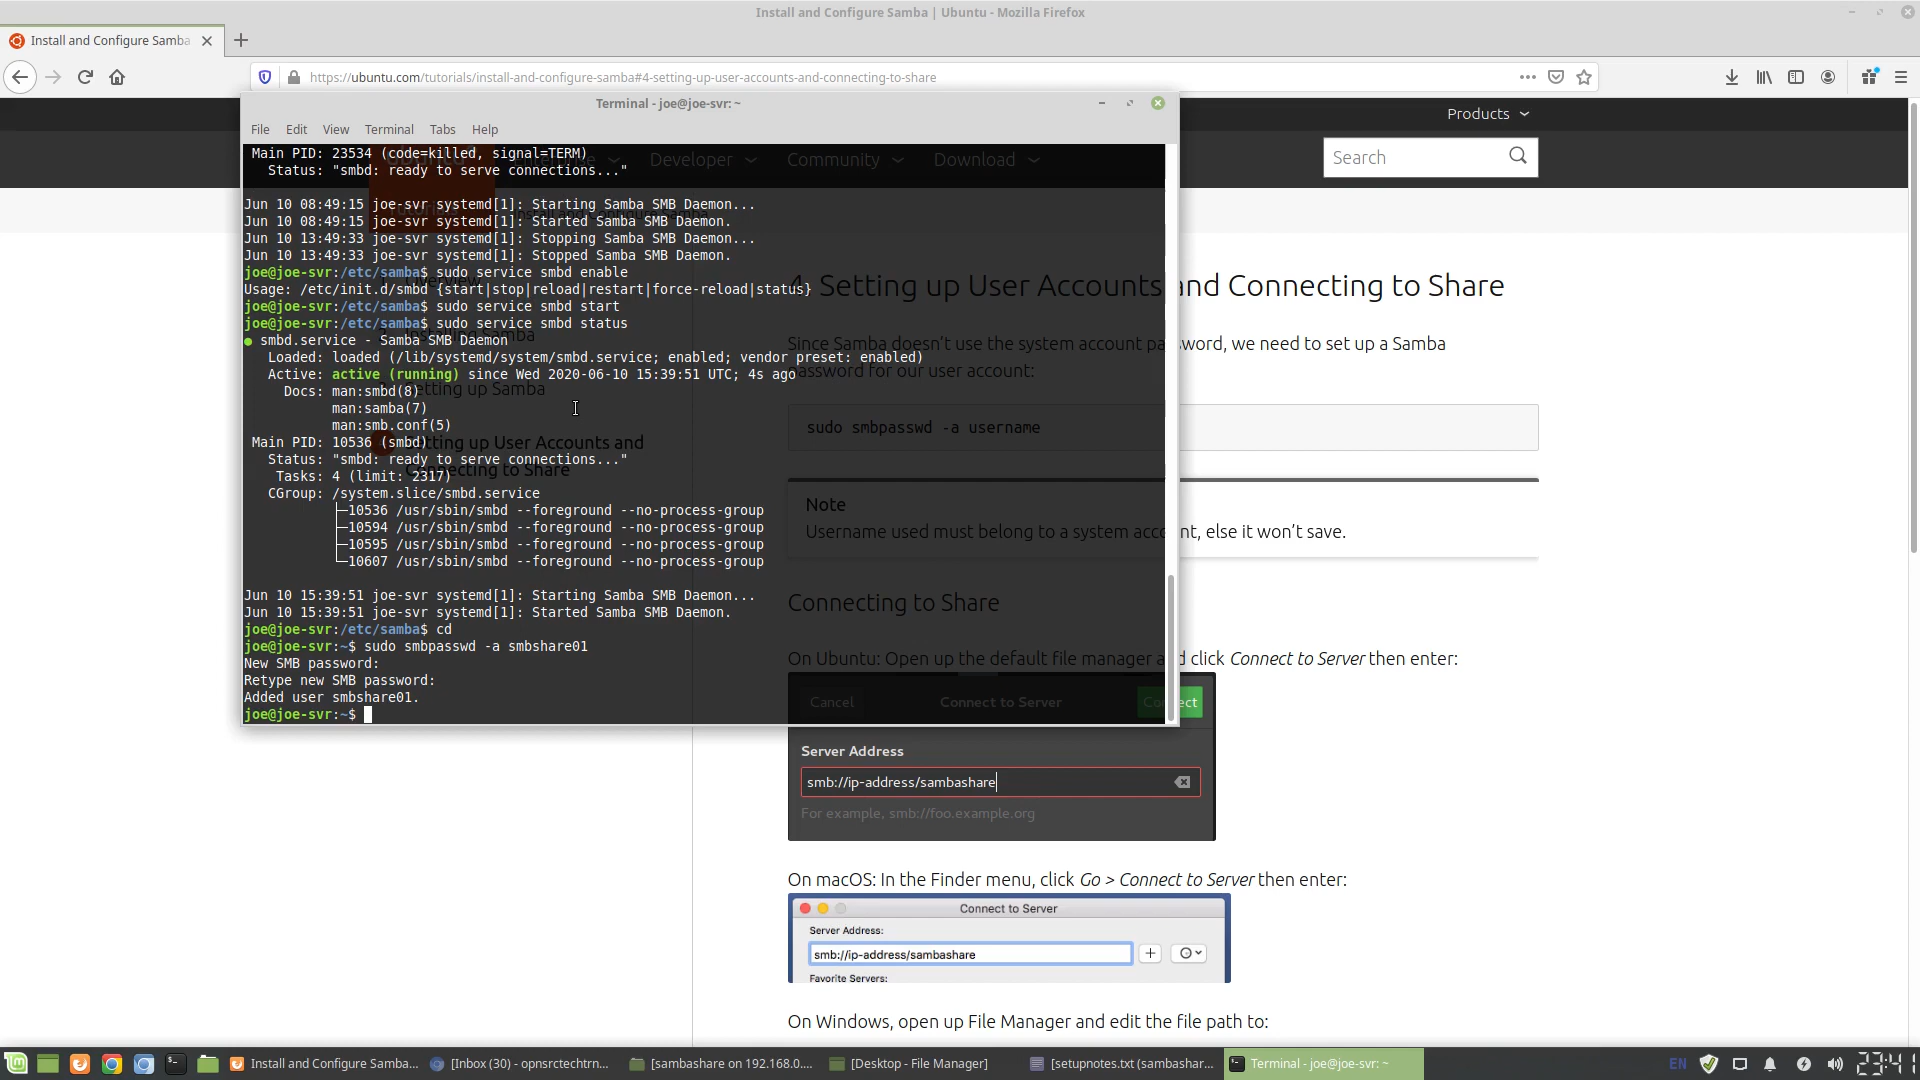 Install and Configure Samba | Ubuntu - Mozilla Firefox
Install and Configure Samba
https://ubuntu.com/tutorials/install-and-configure-samba#4-setting-up-user-accounts-and-connecting-to-share
Products
Developer
Community
Download
Search
Terminal - joe@joe-svr: ~
File Edit View Terminal Tabs Help
Main PID: 23534 (code=killed, signal=TERM)
Status: "smbd: ready to serve connections..."
Jun 10 08:49:15 joe-svr systemd[1]: Starting Samba SMB Daemon...
Jun 10 08:49:15 joe-svr systemd[1]: Started Samba SMB Daemon.
Jun 10 13:49:33 joe-svr systemd[1]: Stopping Samba SMB Daemon...
Jun 10 13:49:33 joe-svr systemd[1]: Stopped Samba SMB Daemon.
joe@joe-svr:/etc/samba$ sudo service smbd enable
Usage: /etc/init.d/smbd {start|stop|reload|restart|force-reload|status}
joe@joe-svr:/etc/samba$ sudo service smbd start
joe@joe-svr:/etc/samba$ sudo service smbd status
● smbd.service - Samba SMB Daemon
Loaded: loaded (/lib/systemd/system/smbd.service; enabled; vendor preset: enabled)
Active: active (running) since Wed 2020-06-10 15:39:51 UTC; 4s ago
Docs: man:smbd(8)
man:samba(7)
man:smb.conf(5)
Main PID: 10536 (smbd)
Status: "smbd: ready to serve connections..."
Tasks: 4 (limit: 2317)
CGroup: /system.slice/smbd.service
├─10536 /usr/sbin/smbd --foreground --no-process-group
├─10594 /usr/sbin/smbd --foreground --no-process-group
├─10595 /usr/sbin/smbd --foreground --no-process-group
└─10607 /usr/sbin/smbd --foreground --no-process-group
Jun 10 15:39:51 joe-svr systemd[1]: Starting Samba SMB Daemon...
Jun 10 15:39:51 joe-svr systemd[1]: Started Samba SMB Daemon.
joe@joe-svr:/etc/samba$ cd
joe@joe-svr:~$ sudo smbpasswd -a smbshare01
New SMB password:
Retype new SMB password:
Added user smbshare01.
joe@joe-svr:~$
Setting up Samba
Setting up User Accounts and
Connecting to Share
4. Setting up User Accounts and Connecting to Share
Since Samba doesn't use the system account password, we need to set up a Samba
password for our user account:
sudo smbpasswd -a username
Note
Username used must belong to a system account, else it won't save.
Connecting to Share
On Ubuntu: Open up the default file manager and click Connect to Server then enter:
Cancel Connect to Server Connect
Server Address
smb://ip-address/sambashare
For example, smb://foo.example.org
On macOS: In the Finder menu, click Go > Connect to Server then enter:
Connect to Server
Server Address:
smb://ip-address/sambashare
Favorite Servers:
On Windows, open up File Manager and edit the file path to:
Install and Configure Samba...
[Inbox (30) - opnsrctechtrn...
[sambashare on 192.168.0....
[Desktop - File Manager]
[setupnotes.txt (sambashar...
Terminal - joe@joe-svr: ~
EN
23:41